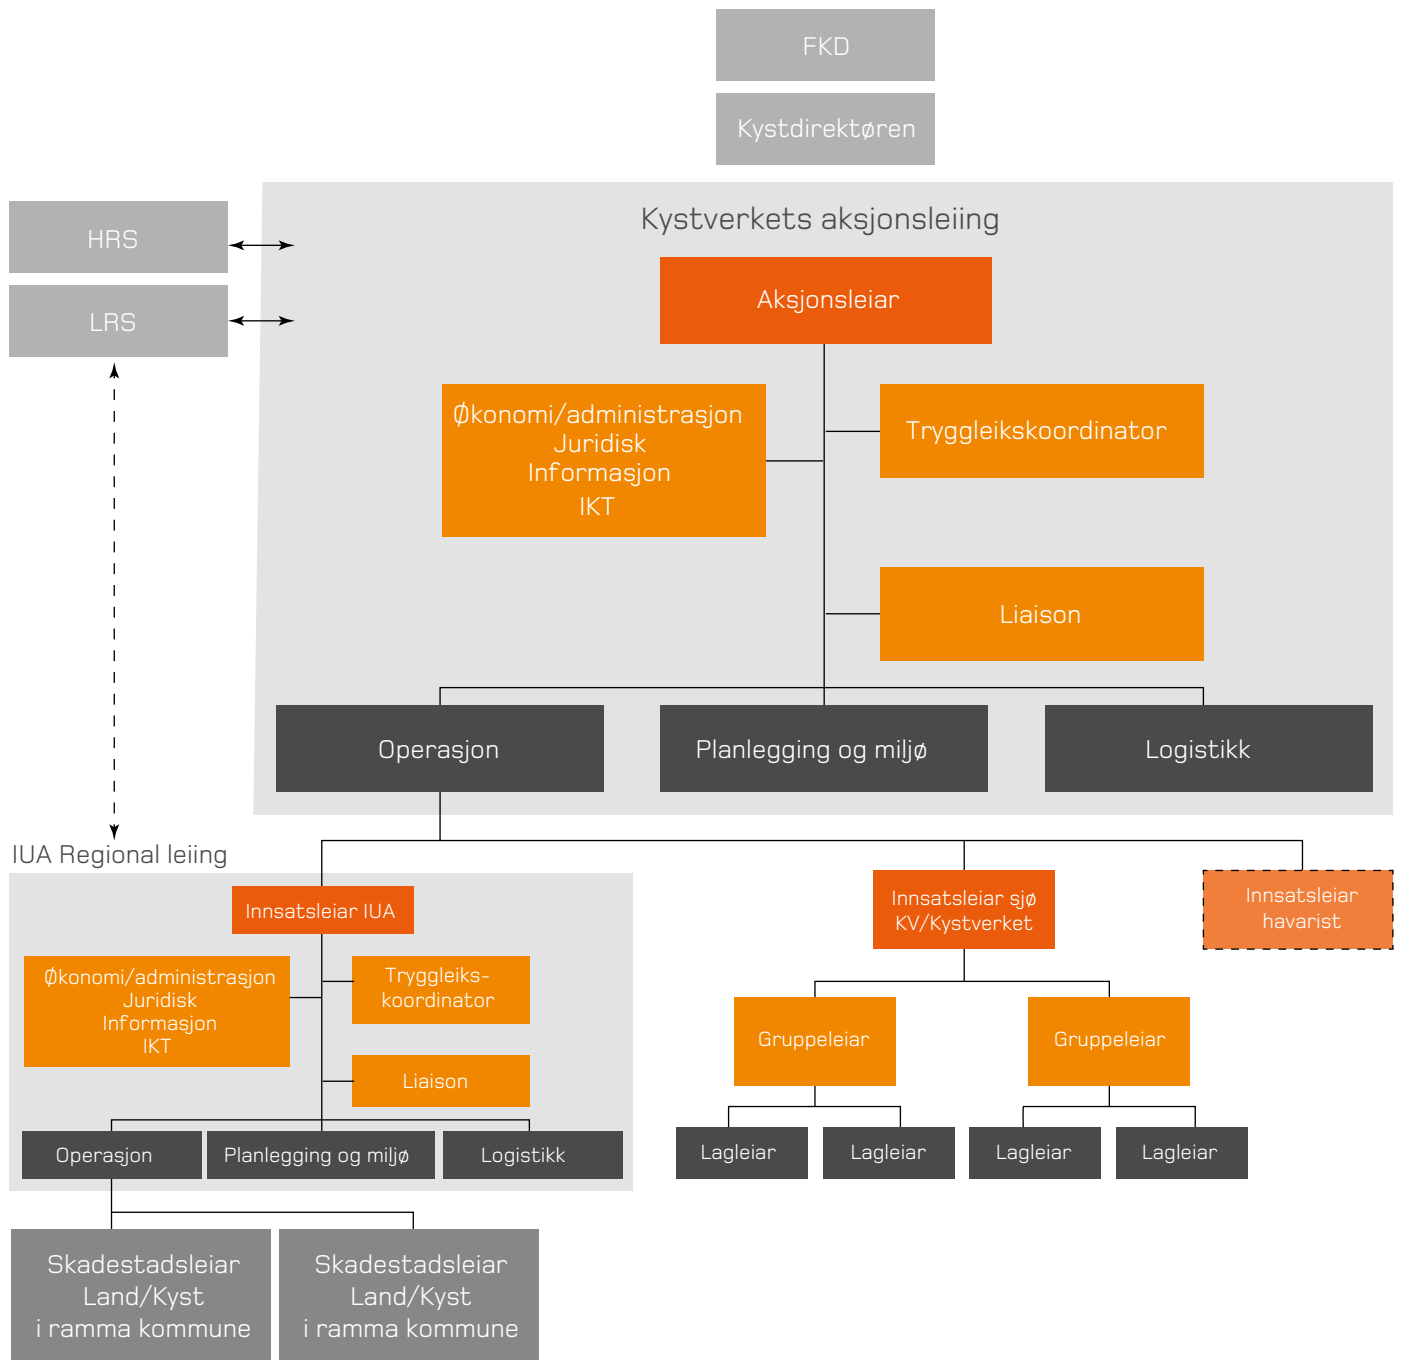 FKD
Kystdirektøren
Kystverkets aksjonsleiing
HRS
LRS
Aksjonsleiar
Økonomi/administrasjon
Juridisk
Informasjon
IKT
Tryggleikskoordinator
Liaison
Operasjon
Planlegging og miljø
Logistikk
IUA Regional leiing
Innsatsleiar IUA
Økonomi/administrasjon
Juridisk
Informasjon
IKT
Tryggleiks-
koordinator
Liaison
Operasjon
Planlegging og miljø
Logistikk
Skadestadsleiar
Land/Kyst
i ramma kommune
Skadestadsleiar
Land/Kyst
i ramma kommune
Innsatsleiar sjø
KV/Kystverket
Gruppeleiar
Gruppeleiar
Lagleiar
Lagleiar
Lagleiar
Lagleiar
Innsatsleiar
havarist